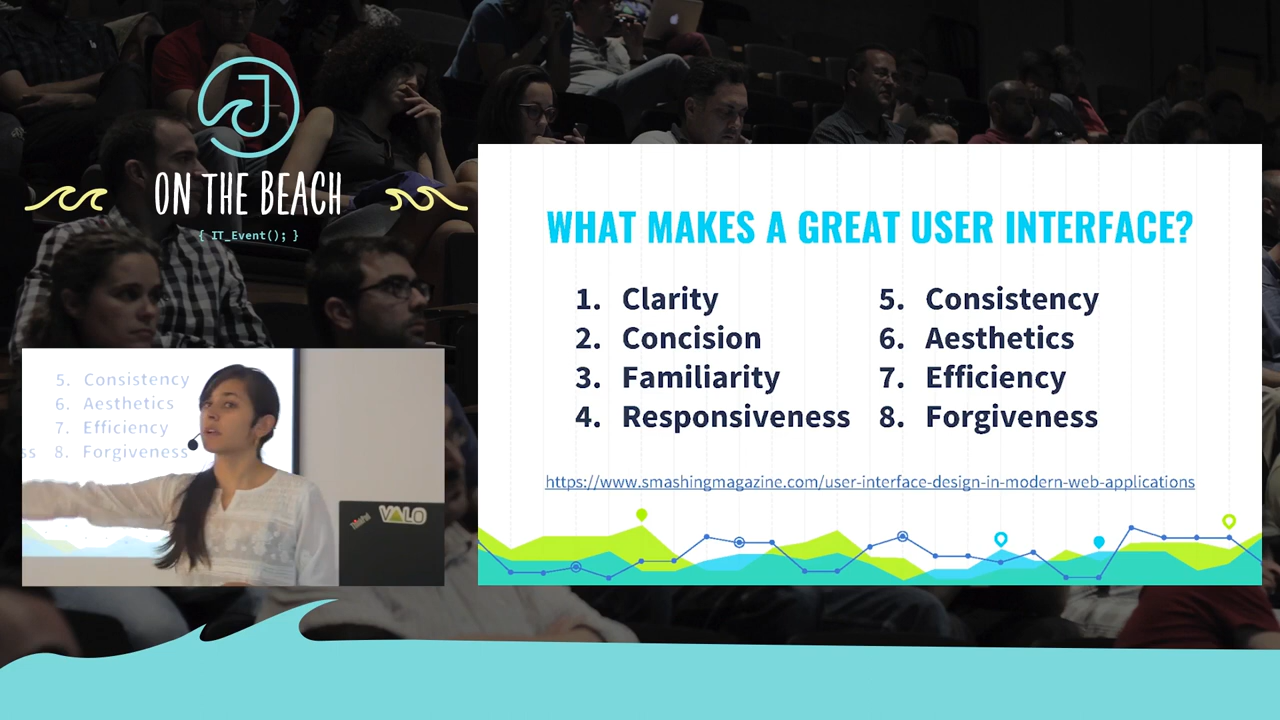 J
ON THE BEACH
{ IT_Event(); }
WHAT MAKES A GREAT USER INTERFACE?
1. Clarity
2. Concision
3. Familiarity
4. Responsiveness
5. Consistency
6. Aesthetics
7. Efficiency
8. Forgiveness
https://www.smashingmagazine.com/user-interface-design-in-modern-web-applications
5. Consistency
6. Aesthetics
7. Efficiency
ss 8. Forgiveness
ThinkPad
VALO